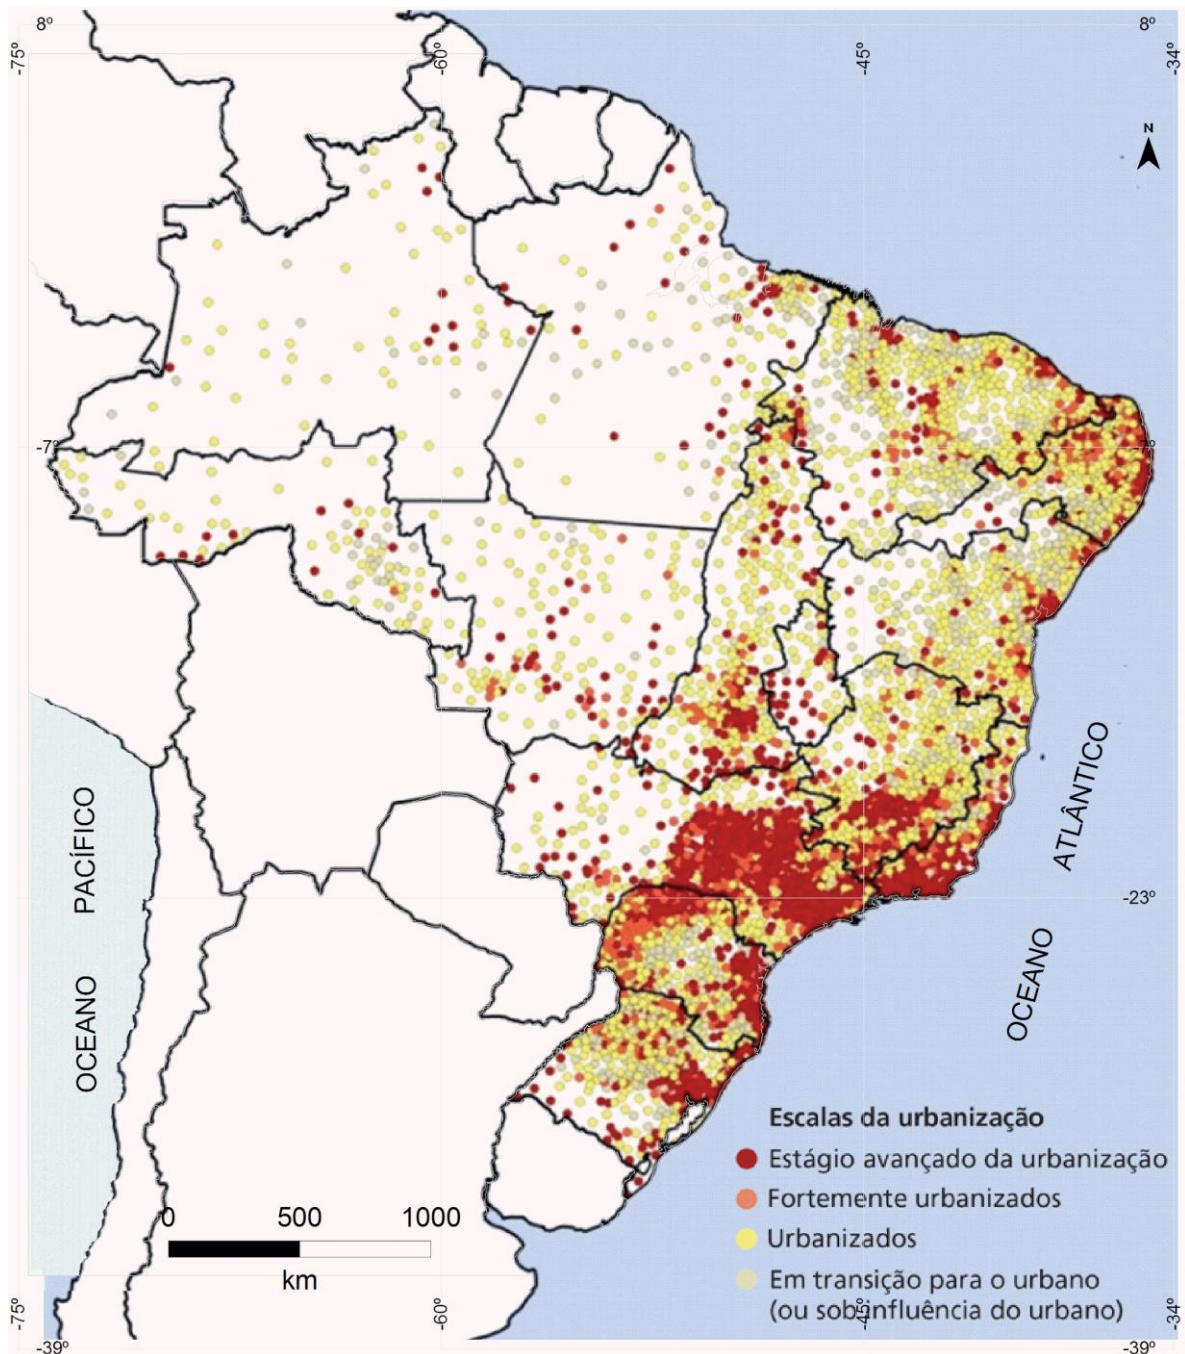 8º
8º
-75º
-60º
-45º
-34º
N
-7º
-7º
ATLÂNTICO
OCEANO
PACÍFICO
OCEANO
-23º
-23º
Escalas da urbanização
Estágio avançado da urbanização
Fortemente urbanizados
Urbanizados
Em transição para o urbano
(ou sob influência do urbano)
0 500 1000
km
-75º
-60º
-45º
-34º
-39º
-39º